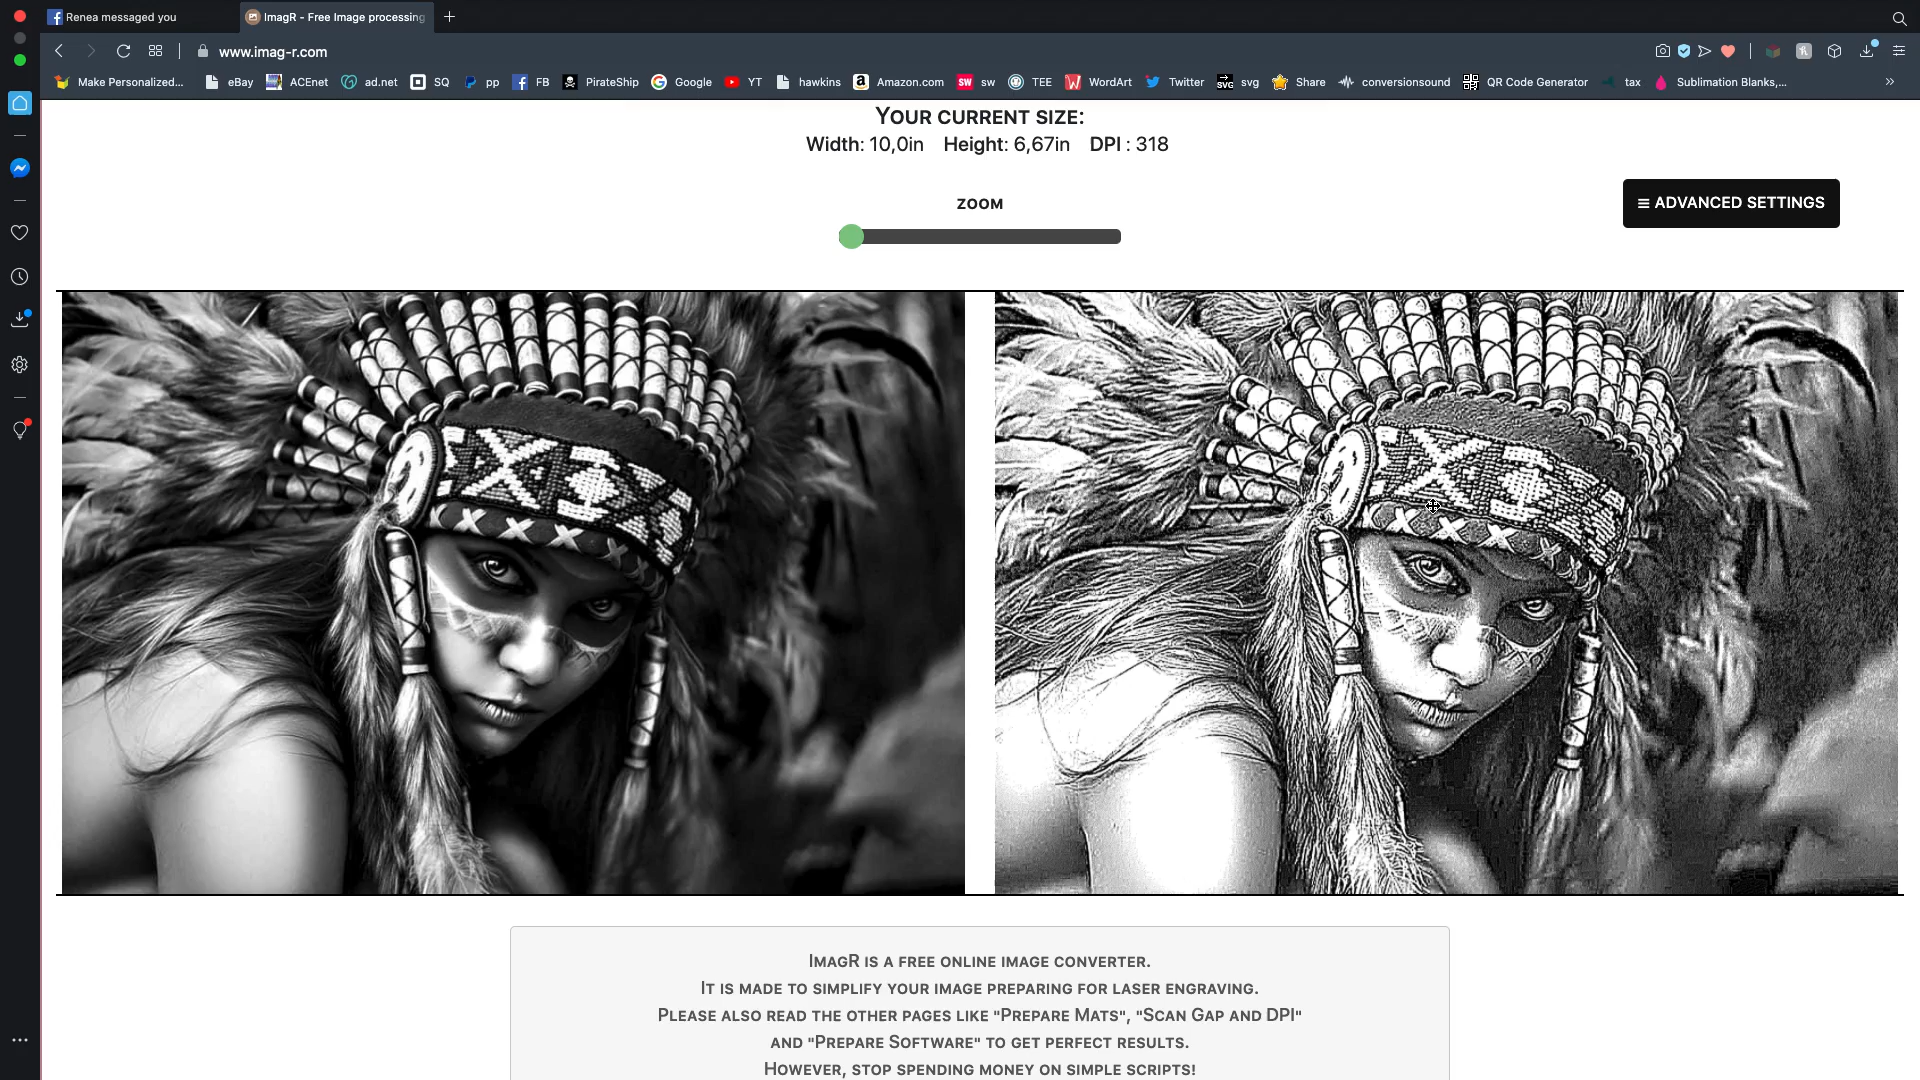 Renea messaged you
ImagR - Free Image processing
www.imag-r.com
Make Personalized...
eBay
ACEnet
ad.net
SQ
pp
FB
PirateShip
Google
YT
hawkins
Amazon.com
sw
TEE
WordArt
Twitter
svg
Share
conversionsound
QR Code Generator
tax
Sublimation Blanks,...
YOUR CURRENT SIZE:
Width: 10,0in Height: 6,67in DPI : 318
ZOOM
≡ ADVANCED SETTINGS
IMAGR IS A FREE ONLINE IMAGE CONVERTER.
IT IS MADE TO SIMPLIFY YOUR IMAGE PREPARING FOR LASER ENGRAVING.
PLEASE ALSO READ THE OTHER PAGES LIKE "PREPARE MATS", "SCAN GAP AND DPI"
AND "PREPARE SOFTWARE" TO GET PERFECT RESULTS.
HOWEVER, STOP SPENDING MONEY ON SIMPLE SCRIPTS!